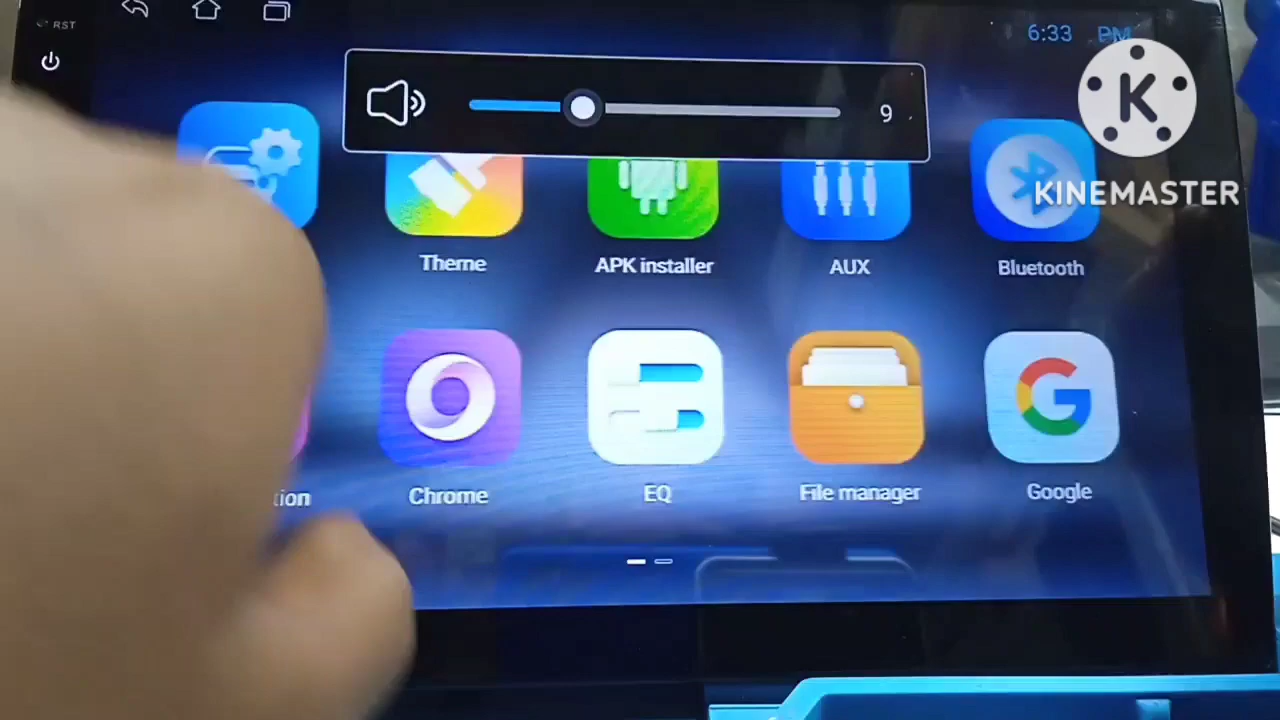 RST
6:33 PM
9
K
KINEMASTER
Theme
APK installer
AUX
Bluetooth
tion
Chrome
EQ
File manager
Google